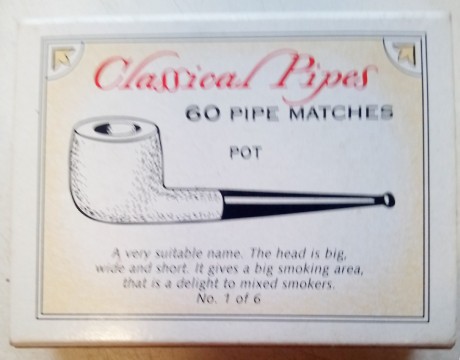 Classical Pipes
60 PIPE MATCHES
POT
A very suitable name. The head is big,
wide and short. It gives a big smoking area,
that is a delight to mixed smokers.
No. 1 of 6